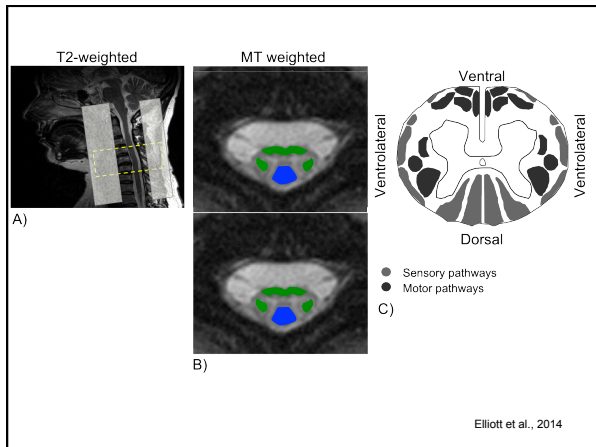 T2-weighted
MT weighted
Ventral
Ventrolateral
Ventrolateral
Dorsal
A)
Sensory pathways
Motor pathways
C)
B)
Elliott et al., 2014